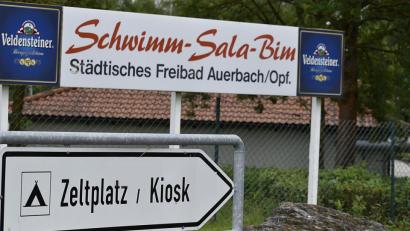 Veldensteiner
Schwimm-Sala-Bim
Städtisches Freibad Auerbach/Opf.
Veldensteiner
Zeltplatz / Kiosk